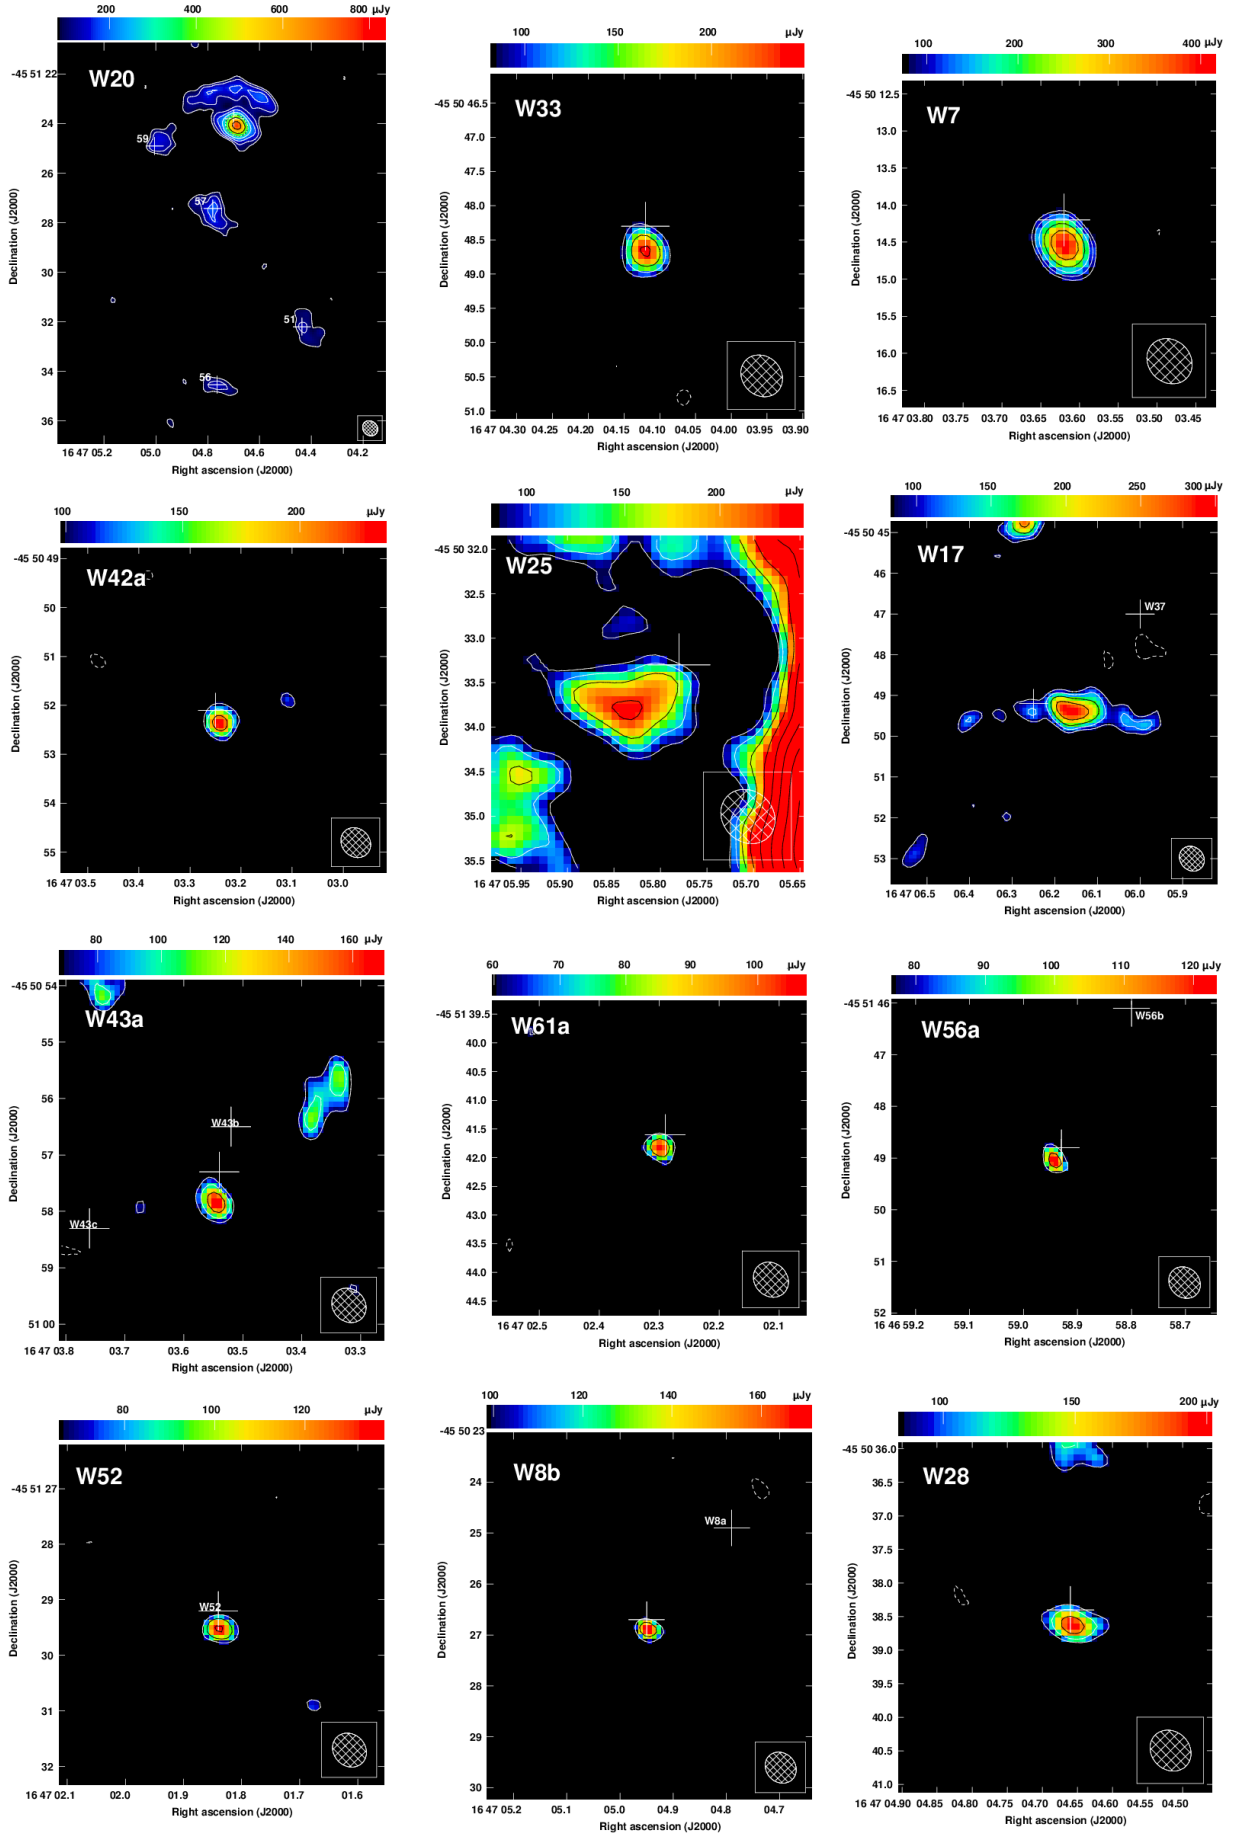 200 400 600 800 μJy
W20
-45 51 22
24
26
28
30
32
34
36
59
57
51
56
Declination (J2000)
16 47 05.2 05.0 04.8 04.6 04.4 04.2
Right ascension (J2000)
100 150 200 μJy
W33
-45 50 46.5
47.0
47.5
48.0
48.5
49.0
49.5
50.0
50.5
51.0
Declination (J2000)
16 47 04.30 04.25 04.20 04.15 04.10 04.05 04.00 03.95 03.90
Right ascension (J2000)
100 200 300 400 μJy
W7
-45 50 12.5
13.0
13.5
14.0
14.5
15.0
15.5
16.0
16.5
Declination (J2000)
16 47 03.80 03.75 03.70 03.65 03.60 03.55 03.50 03.45
Right ascension (J2000)
100 150 200 μJy
W42a
-45 50 49
50
51
52
53
54
55
Declination (J2000)
16 47 03.5 03.4 03.3 03.2 03.1 03.0
Right ascension (J2000)
100 150 200 μJy
W25
-45 50 32.0
32.5
33.0
33.5
34.0
34.5
35.0
35.5
Declination (J2000)
16 47 05.95 05.90 05.85 05.80 05.75 05.70 05.65
Right ascension (J2000)
100 150 200 250 300 μJy
W17
W37
-45 50 45
46
47
48
49
50
51
52
53
Declination (J2000)
16 47 06.5 06.4 06.3 06.2 06.1 06.0 05.9
Right ascension (J2000)
80 100 120 140 160 μJy
W43a
W43b
W43c
-45 50 54
55
56
57
58
59
51 00
Declination (J2000)
16 47 03.8 03.7 03.6 03.5 03.4 03.3
Right ascension (J2000)
60 70 80 90 100 μJy
W61a
-45 51 39.5
40.0
40.5
41.0
41.5
42.0
42.5
43.0
43.5
44.0
44.5
Declination (J2000)
16 47 02.5 02.4 02.3 02.2 02.1
Right ascension (J2000)
80 90 100 110 120 μJy
W56a
W56b
-45 51 46
47
48
49
50
51
52
Declination (J2000)
16 46 59.2 59.1 59.0 58.9 58.8 58.7
Right ascension (J2000)
80 100 120 μJy
W52
W52
-45 51 27
28
29
30
31
32
Declination (J2000)
16 47 02.1 02.0 01.9 01.8 01.7 01.6
Right ascension (J2000)
100 120 140 160 μJy
W8b
W8a
-45 50 23
24
25
26
27
28
29
30
Declination (J2000)
16 47 05.2 05.1 05.0 04.9 04.8 04.7
Right ascension (J2000)
100 150 200 μJy
W28
-45 50 36.0
36.5
37.0
37.5
38.0
38.5
39.0
39.5
40.0
40.5
41.0
Declination (J2000)
16 47 04.90 04.85 04.80 04.75 04.70 04.65 04.60 04.55 04.50
Right ascension (J2000)